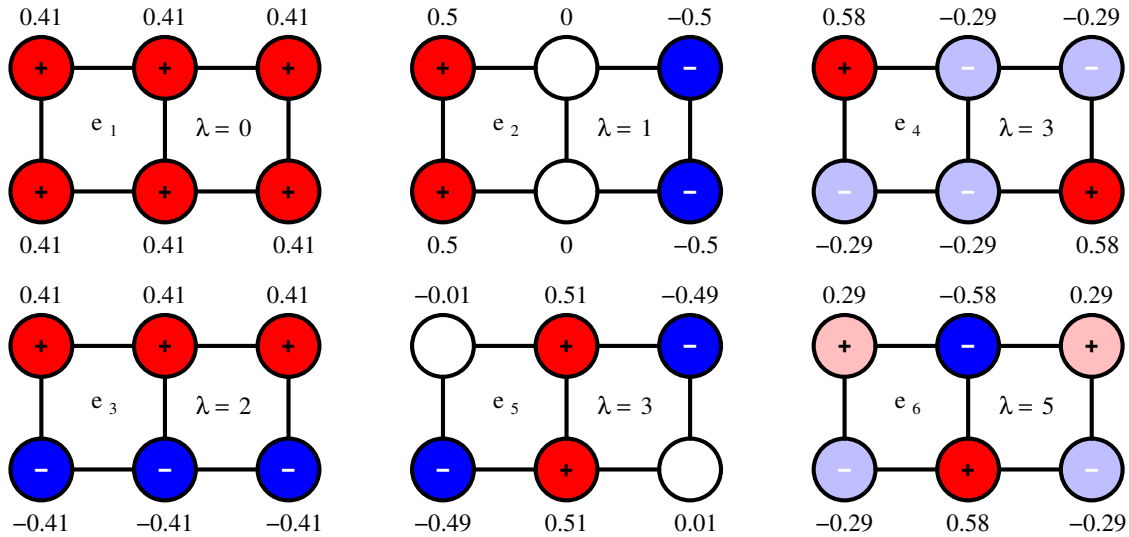 0.41 0.41 0.41 0.5 0 −0.5 0.58 −0.29 −0.29
+ + + + − + − −
e 1 λ = 0 e 2 λ = 1 e 4 λ = 3
+ + + + − − − +
0.41 0.41 0.41 0.5 0 −0.5 −0.29 −0.29 0.58
0.41 0.41 0.41 −0.01 0.51 −0.49 0.29 −0.58 0.29
+ + + + − + − +
e 3 λ = 2 e 5 λ = 3 e 6 λ = 5
− − − − + − + −
−0.41 −0.41 −0.41 −0.49 0.51 0.01 −0.29 0.58 −0.29